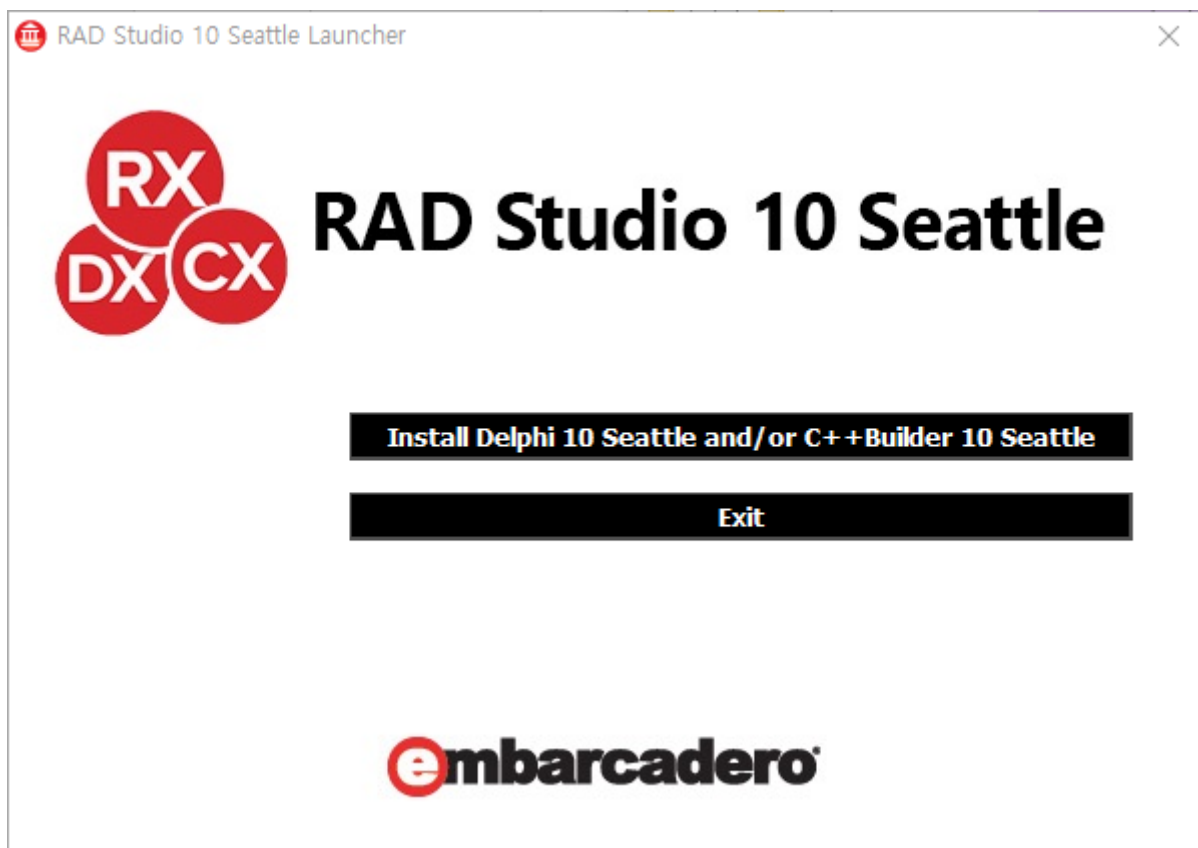 RAD Studio 10 Seattle Launcher
RX
DX CX
RAD Studio 10 Seattle
Install Delphi 10 Seattle and/or C++Builder 10 Seattle
Exit
embarcadero